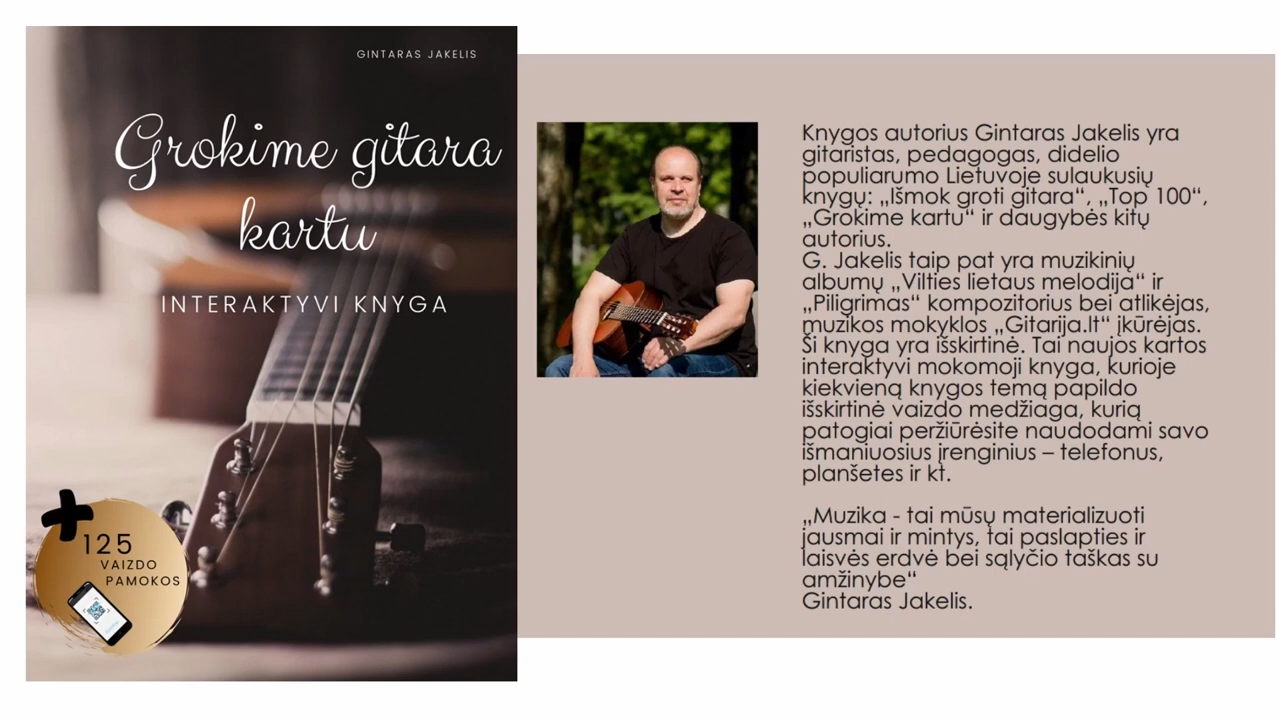 GINTARAS JAKELIS
Grokime gitara
kartu
INTERAKTYVI KNYGA
125
VAIZDO
PAMOKOS
Knygos autorius Gintaras Jakelis yra
gitaristas, pedagogas, didelio
populiarumo Lietuvoje sulaukusių
knygų: „Išmok groti gitara“, „Top 100“,
„Grokime kartu“ ir daugybės kitų
autorius.
G. Jakelis taip pat yra muzikinių
albumų „Vilties lietaus melodija“ ir
„Piligrimas“ kompozitorius bei atlikėjas,
muzikos mokyklos „Gitarija.lt“ įkūrėjas.
Ši knyga yra išskirtinė. Tai naujos kartos
interaktyvi mokomoji knyga, kurioje
kiekvieną knygos temą papildo
išskirtinė vaizdo medžiaga, kurią
patogiai peržiūrėsite naudodami savo
išmaniuosius įrenginius – telefonus,
planšetes ir kt.
„Muzika - tai mūsų materializuoti
jausmai ir mintys, tai paslapties ir
laisvės erdvė bei sąlyčio taškas su
amžinybe“
Gintaras Jakelis.